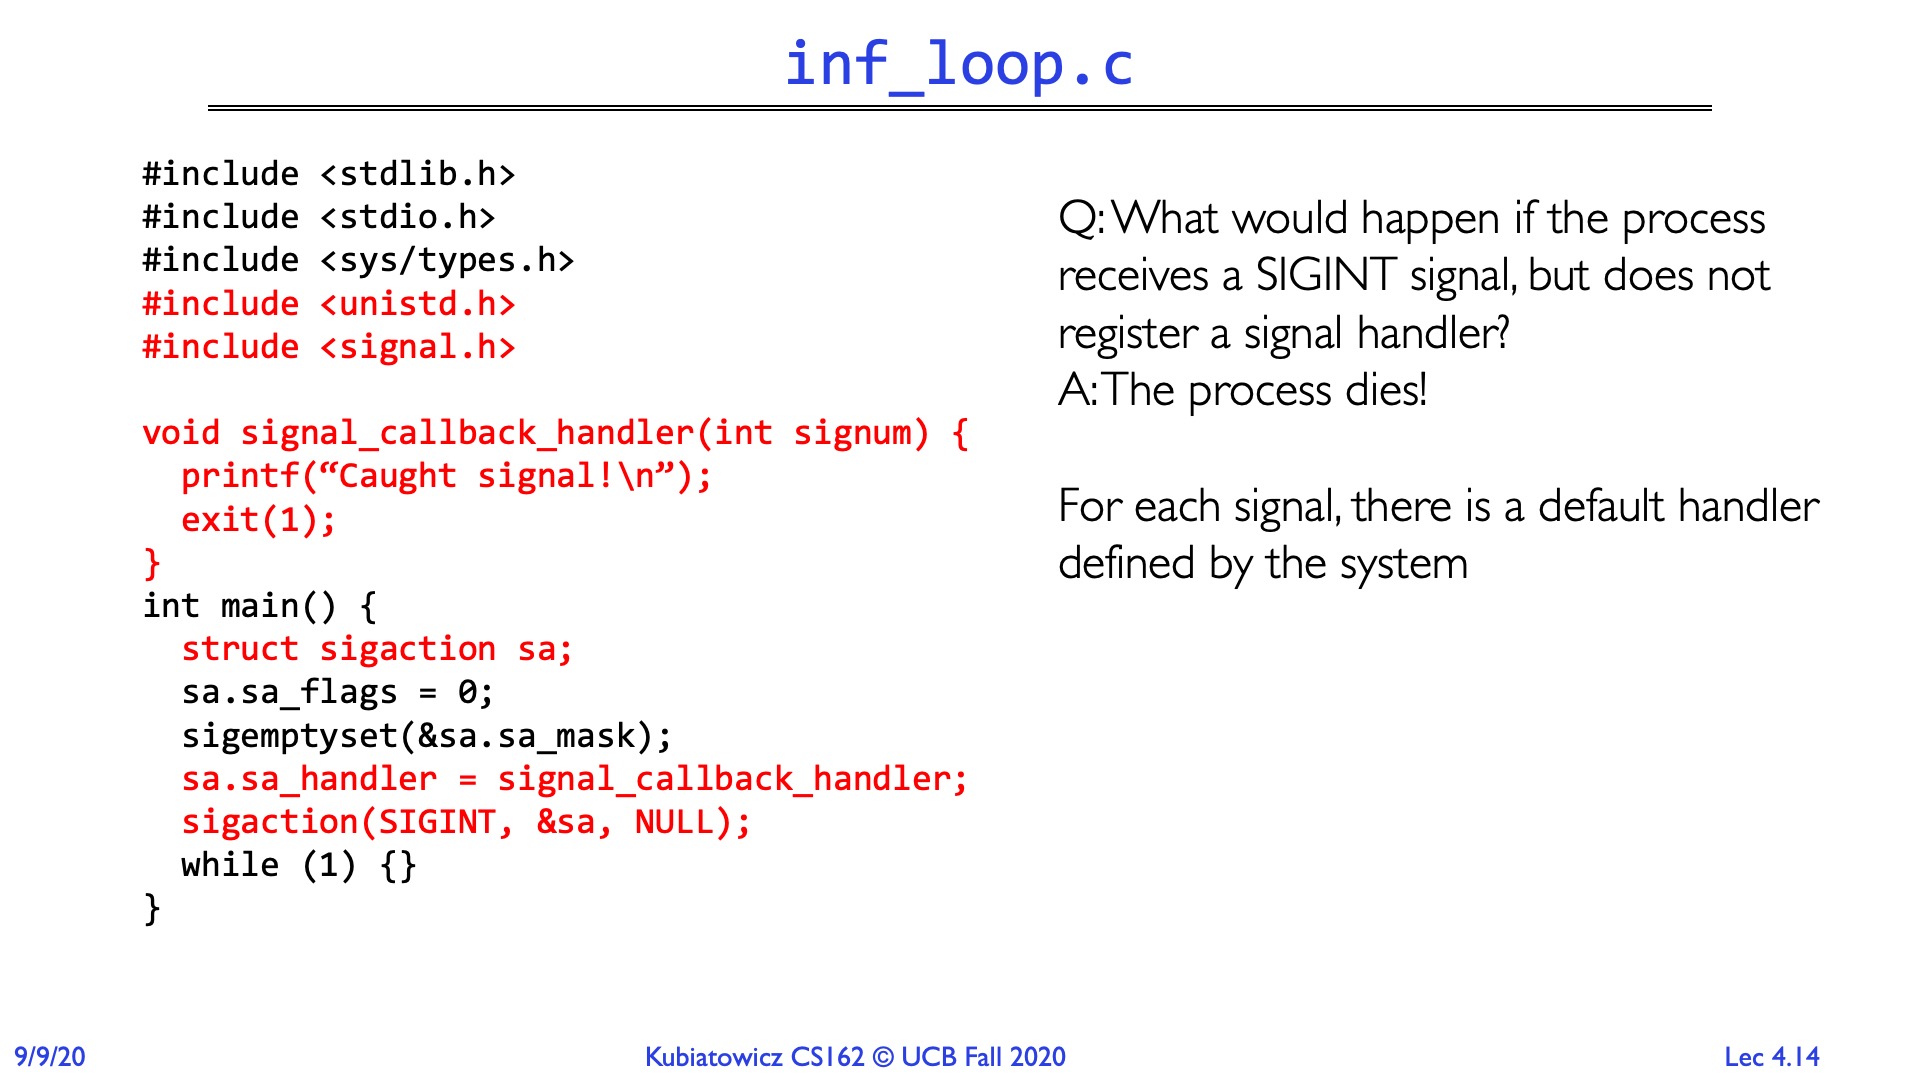 inf_loop.c
#include <stdlib.h>
#include <stdio.h>
#include <sys/types.h>
#include <unistd.h>
#include <signal.h>
void signal_callback_handler(int signum) {
  printf(“Caught signal!\n”);
  exit(1);
}
int main() {
  struct sigaction sa;
  sa.sa_flags = 0;
  sigemptyset(&sa.sa_mask);
  sa.sa_handler = signal_callback_handler;
  sigaction(SIGINT, &sa, NULL);
  while (1) {}
}
Q: What would happen if the process
receives a SIGINT signal, but does not
register a signal handler?
A: The process dies!
For each signal, there is a default handler
defined by the system
9/9/20
Kubiatowicz CS162 © UCB Fall 2020
Lec 4.14